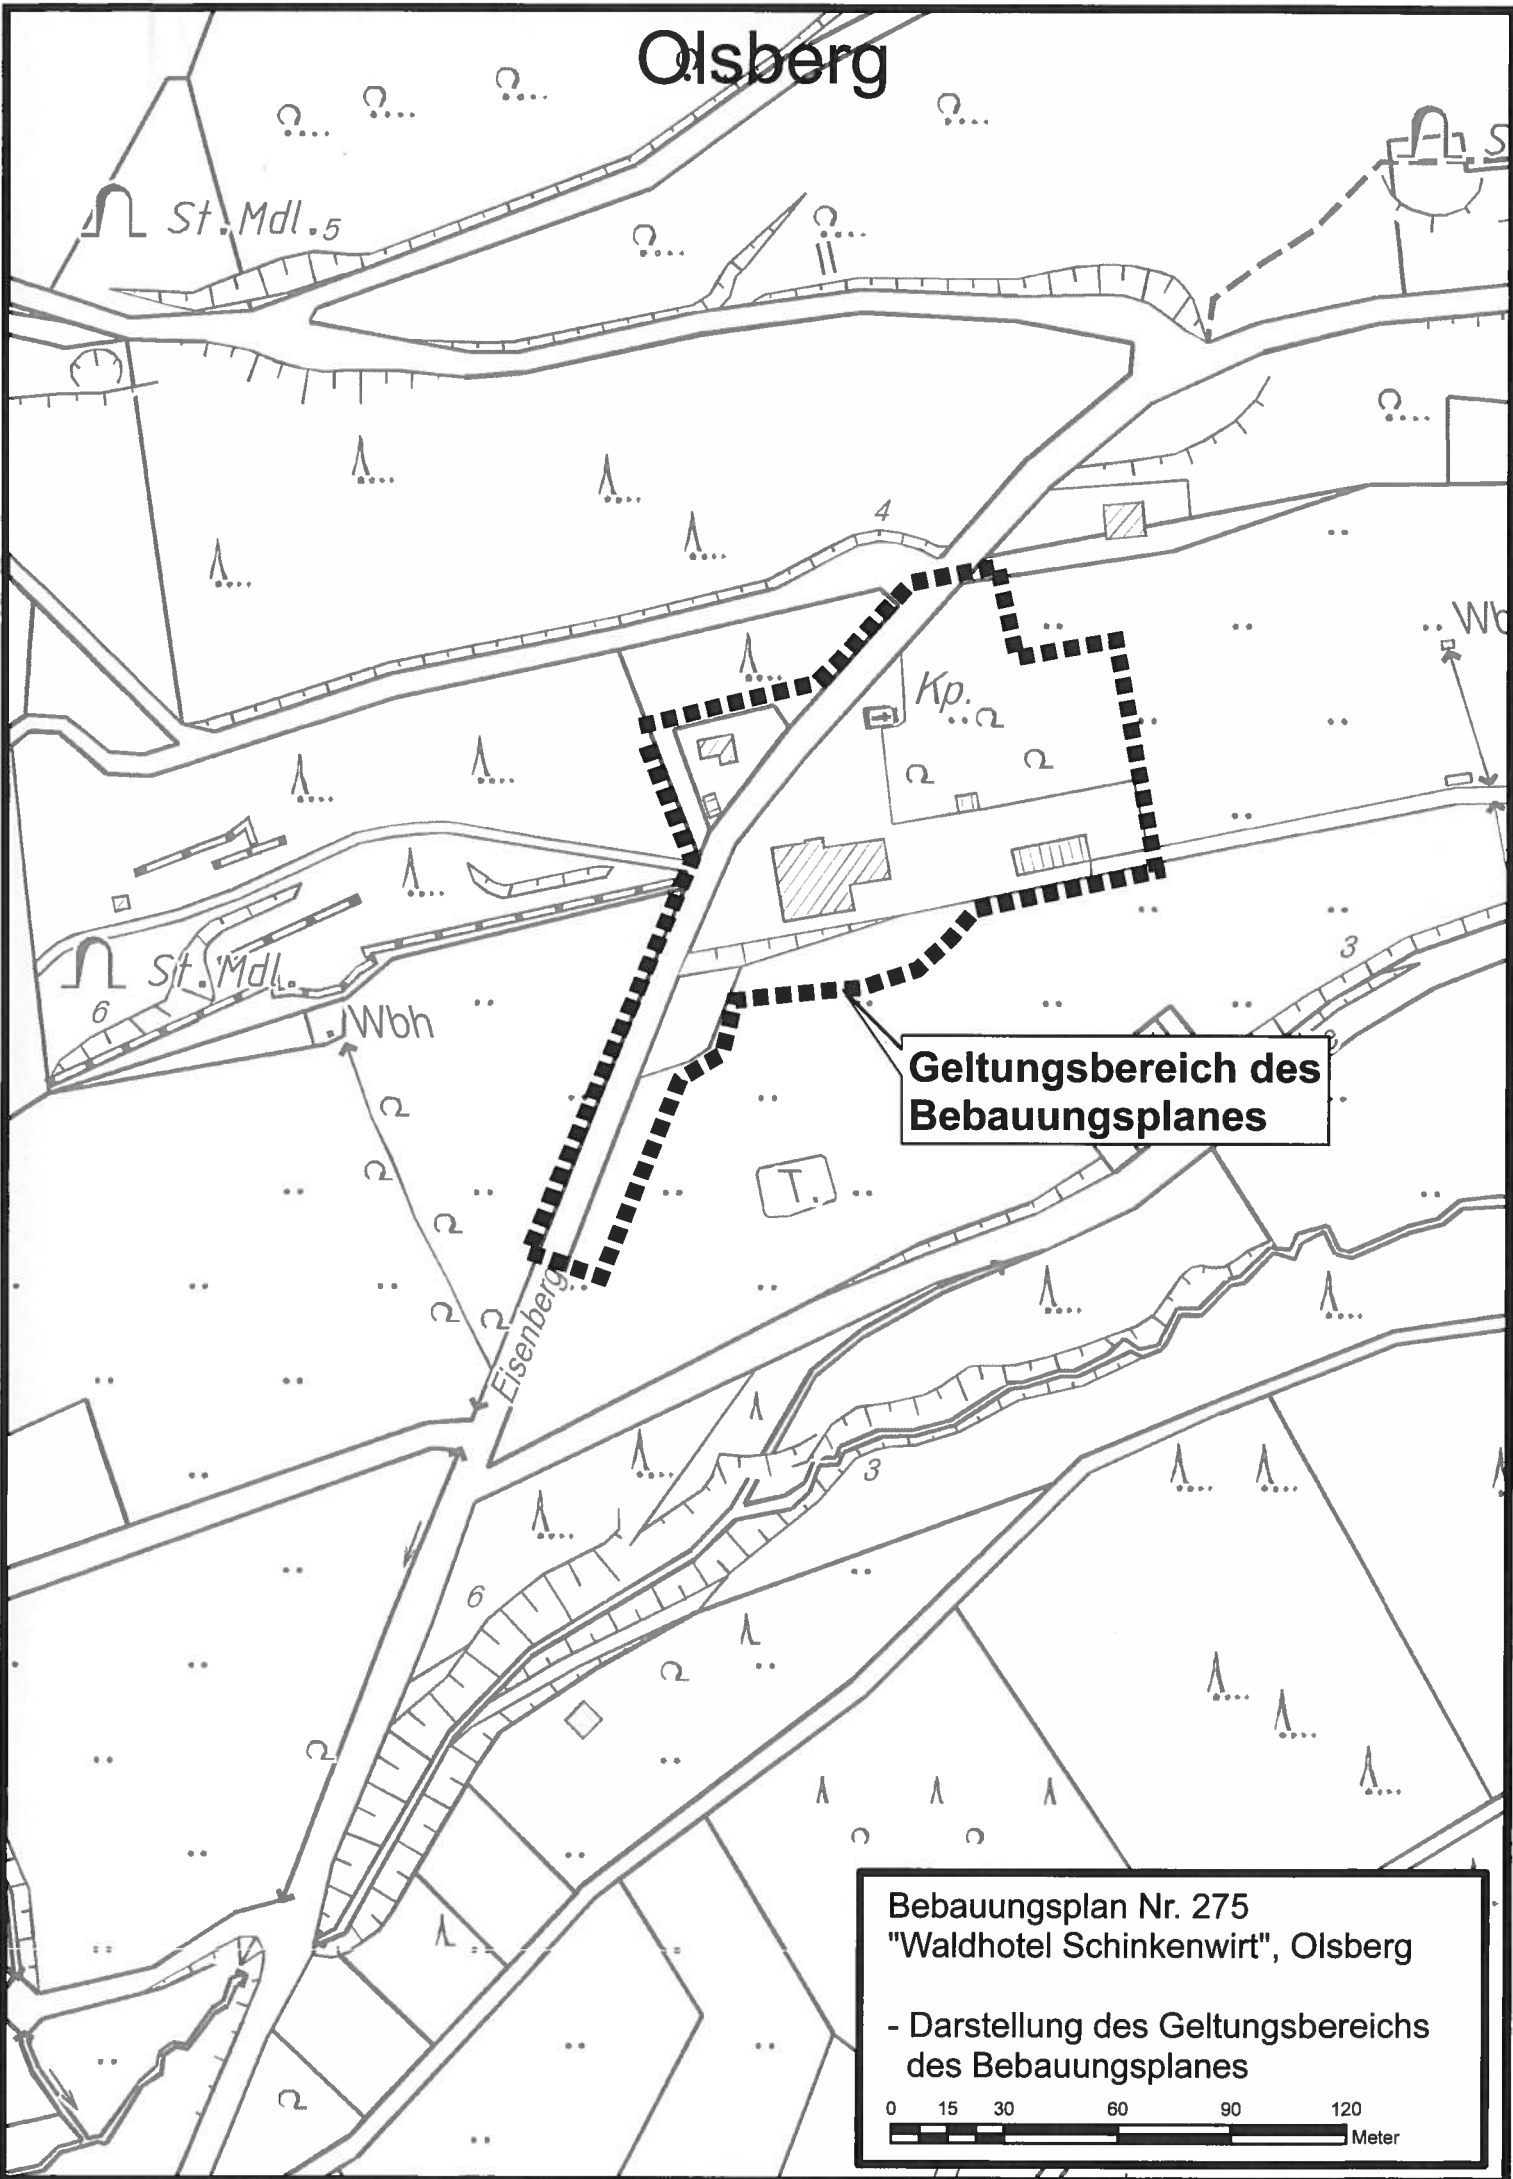 Olsberg
St. Mdl. 5
S
4
Wb
Kp.
3
St. Mdl.
6
Wbh
Geltungsbereich des
Bebauungsplanes
T.
Eisenberg
3
6
Bebauungsplan Nr. 275
"Waldhotel Schinkenwirt", Olsberg
- Darstellung des Geltungsbereichs
des Bebauungsplanes
0 15 30 60 90 120
Meter